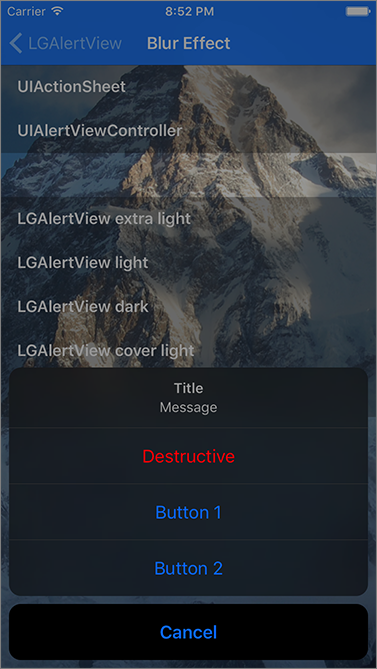 Carrier 8:52 PM
LGAlertView Blur Effect
UIActionSheet
UIAlertViewController
LGAlertView extra light
LGAlertView light
LGAlertView dark
LGAlertView cover light
Title
Message
Destructive
Button 1
Button 2
Cancel